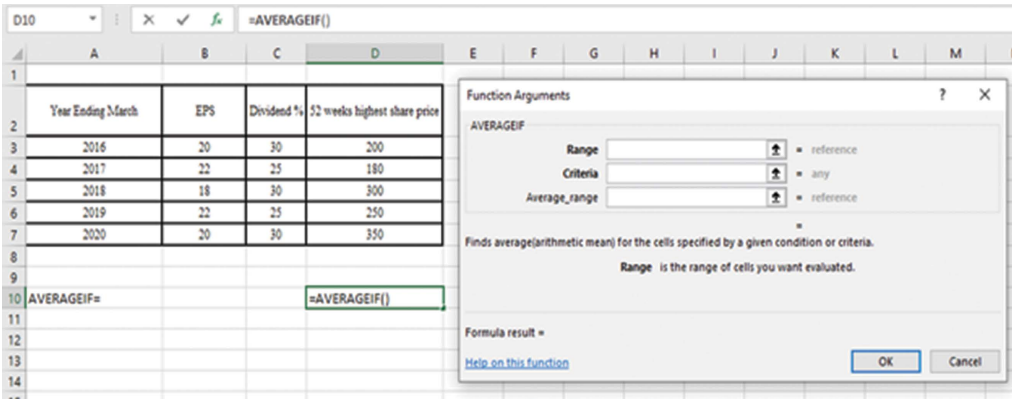 D10 fx =AVERAGEIF()
A B C D E F G H I J K L M
1
2 Year Ending March EPS Dividend % 52 weeks highest share price
3 2016 20 30 200
4 2017 22 25 180
5 2018 18 30 300
6 2019 22 25 250
7 2020 20 30 350
8
9
10 AVERAGEIF= =AVERAGEIF()
11
12
13
14
Function Arguments ? ×
AVERAGEIF
Range = reference
Criteria = any
Average_range = reference
=
Finds average(arithmetic mean) for the cells specified by a given condition or criteria.
Range is the range of cells you want evaluated.
Formula result =
Help on this function OK Cancel